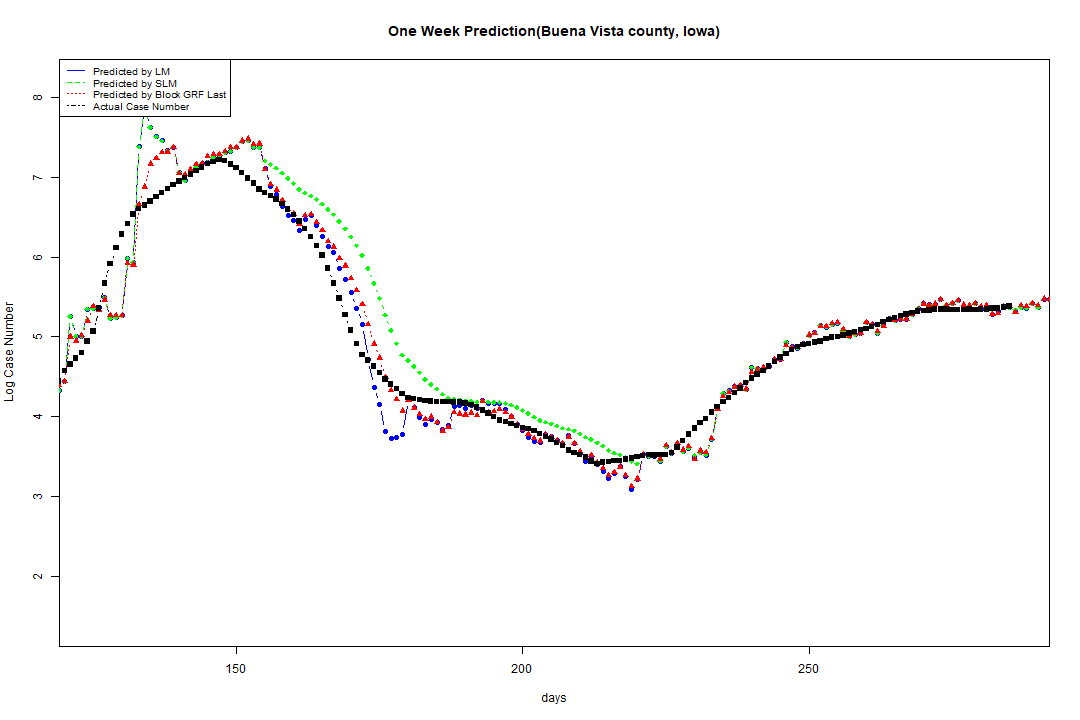 One Week Prediction(Buena Vista county, Iowa)
Predicted by LM
Predicted by SLM
Predicted by Block GRF Last
Actual Case Number
8
7
6
5
4
3
2
Log Case Number
150
200
250
days